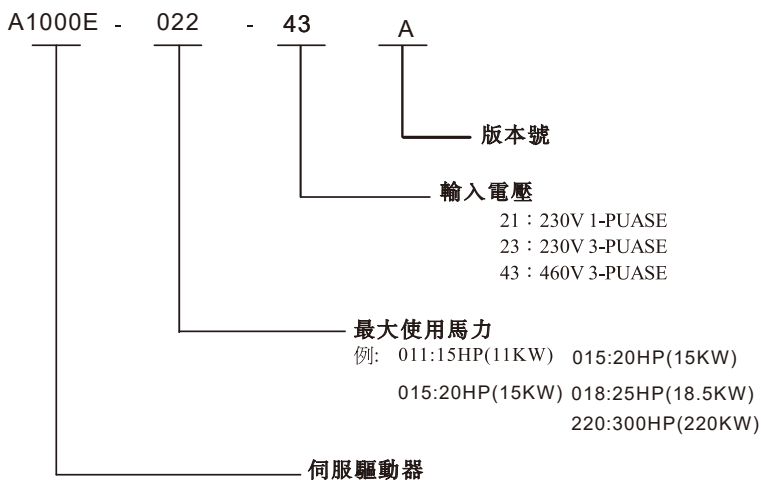 A1000E - 022 - 43 A
版本號
輸入電壓
21：230V 1-PUASE
23：230V 3-PUASE
43：460V 3-PUASE
最大使用馬力
例: 011:15HP(11KW) 015:20HP(15KW)
015:20HP(15KW) 018:25HP(18.5KW)
220:300HP(220KW)
伺服驅動器